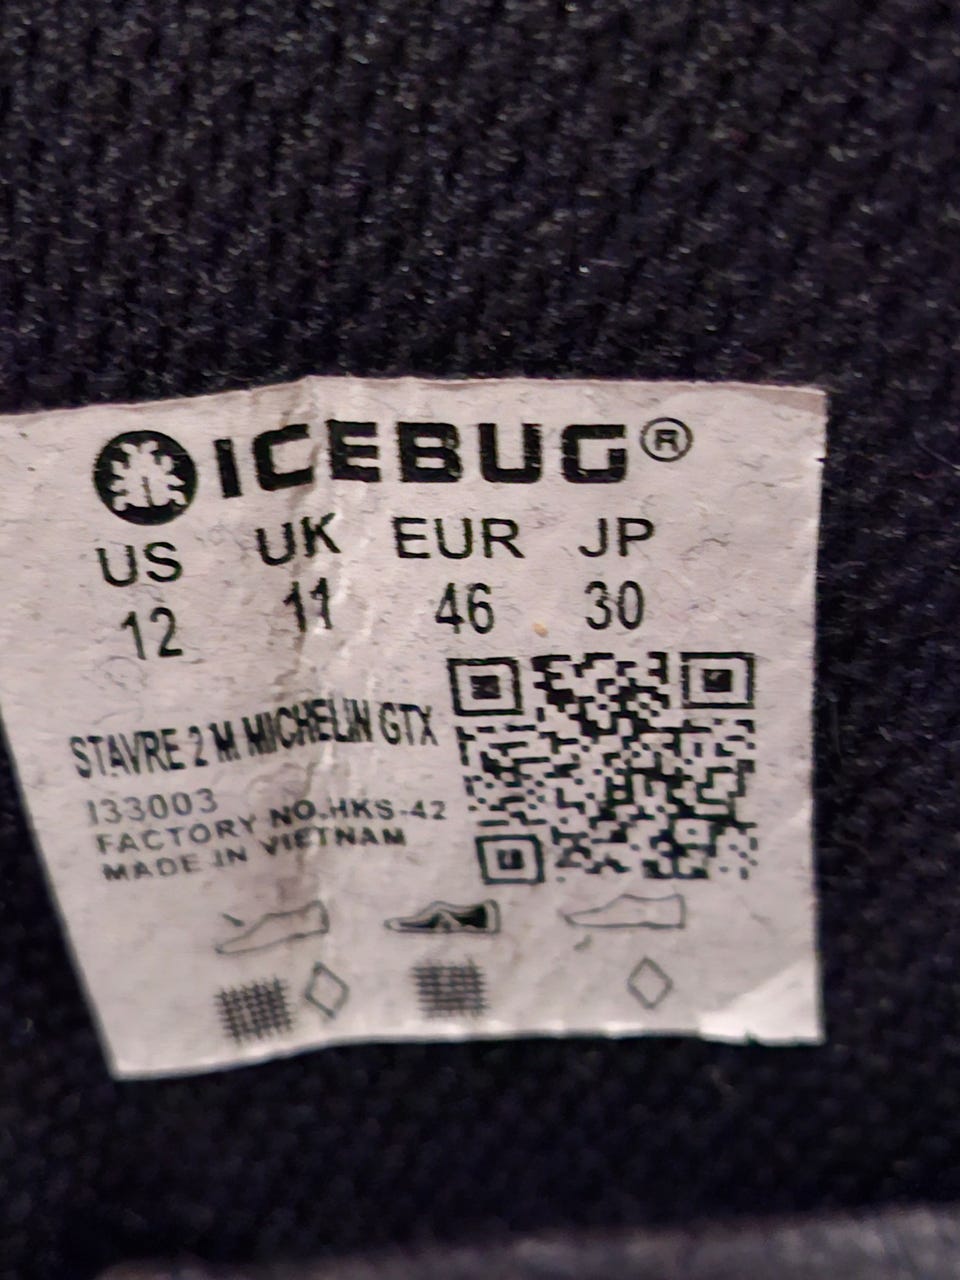 ICEBUG®
US UK EUR JP
12 11 46 30
STAVRE 2 M MICHELIN GTX
I33003
FACTORY NO.HKS-42
MADE IN VIETNAM